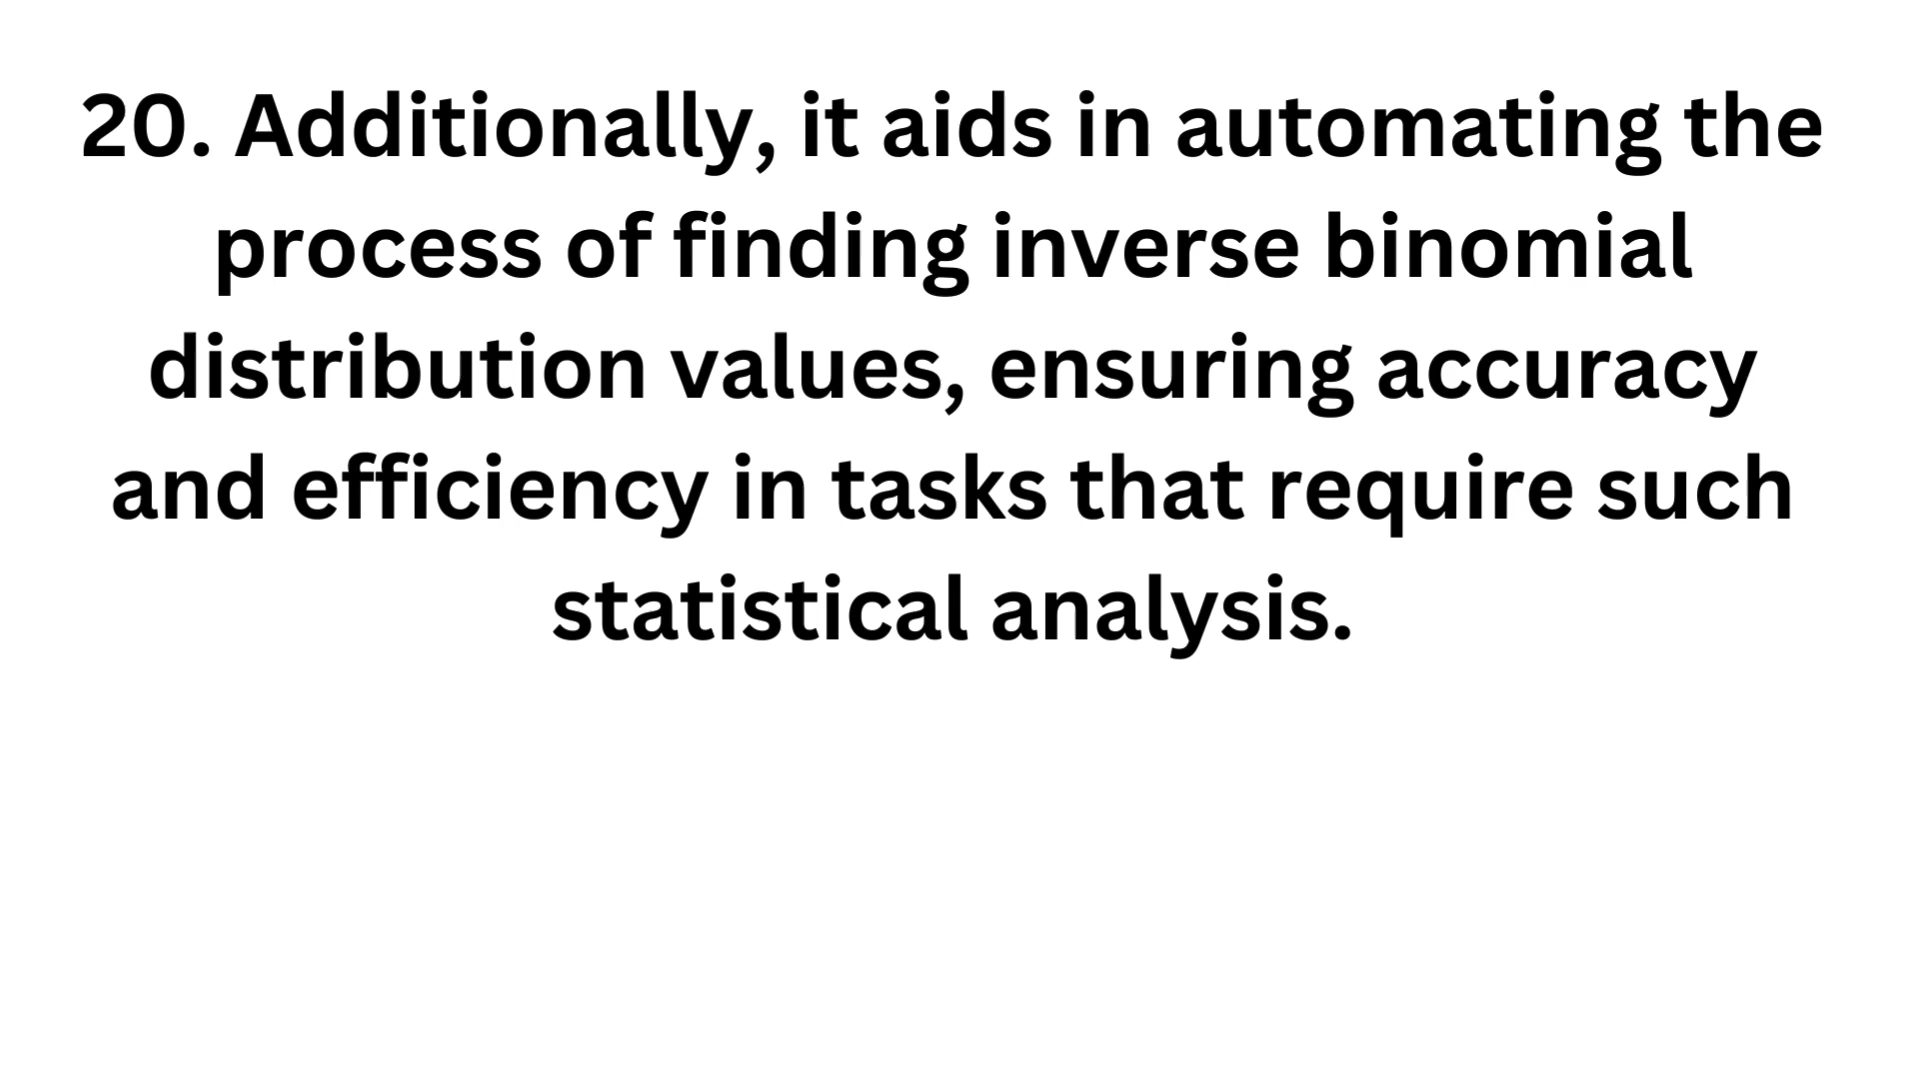 20. Additionally, it aids in automating the
process of finding inverse binomial
distribution values, ensuring accuracy
and efficiency in tasks that require such
statistical analysis.